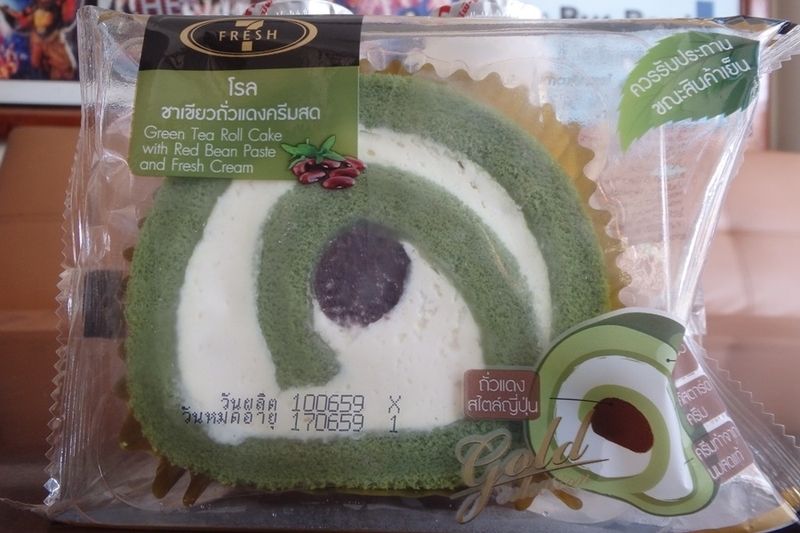 7 FRESH
โรล
ชาเขียวถั่วแดงครีมสด
Green Tea Roll Cake
with Red Bean Paste
and Fresh Cream
ควรรับประทาน
ขณะสินค้าเย็น
วันผลิต 100659 X
วันหมดอายุ 170659 1
ถั่วแดง
สไตล์ญี่ปุ่น
ครีม
Gold